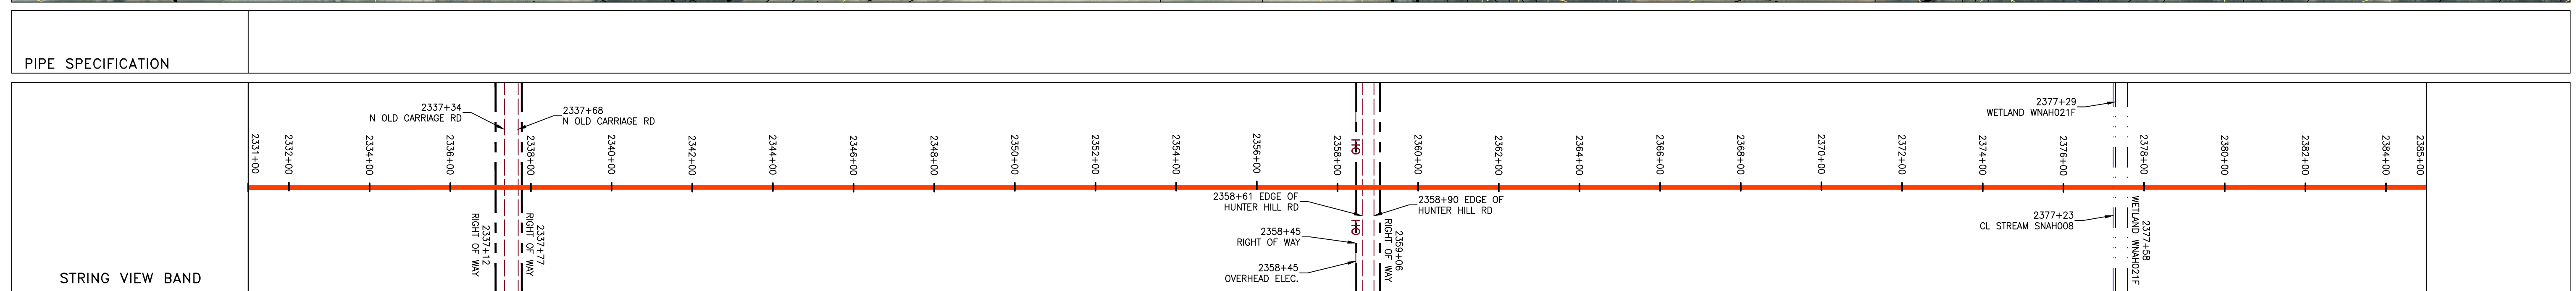 PIPE SPECIFICATION
STRING VIEW BAND
2331+00
2332+00
2334+00
2336+00
2338+00
2340+00
2342+00
2344+00
2346+00
2348+00
2350+00
2352+00
2354+00
2356+00
2358+00
2360+00
2362+00
2364+00
2366+00
2368+00
2370+00
2372+00
2374+00
2376+00
2378+00
2380+00
2382+00
2384+00
2385+00
2337+34
N OLD CARRIAGE RD
2337+68
N OLD CARRIAGE RD
2337+12
RIGHT OF WAY
2337+77
RIGHT OF WAY
2358+61 EDGE OF
HUNTER HILL RD
2358+90 EDGE OF
HUNTER HILL RD
2358+45
RIGHT OF WAY
2358+45
OVERHEAD ELEC.
OH
OH
2359+06
RIGHT OF WAY
2377+29
WETLAND WNAH021F
2377+23
CL STREAM SNAH008
2377+58
WETLAND WNAH021F